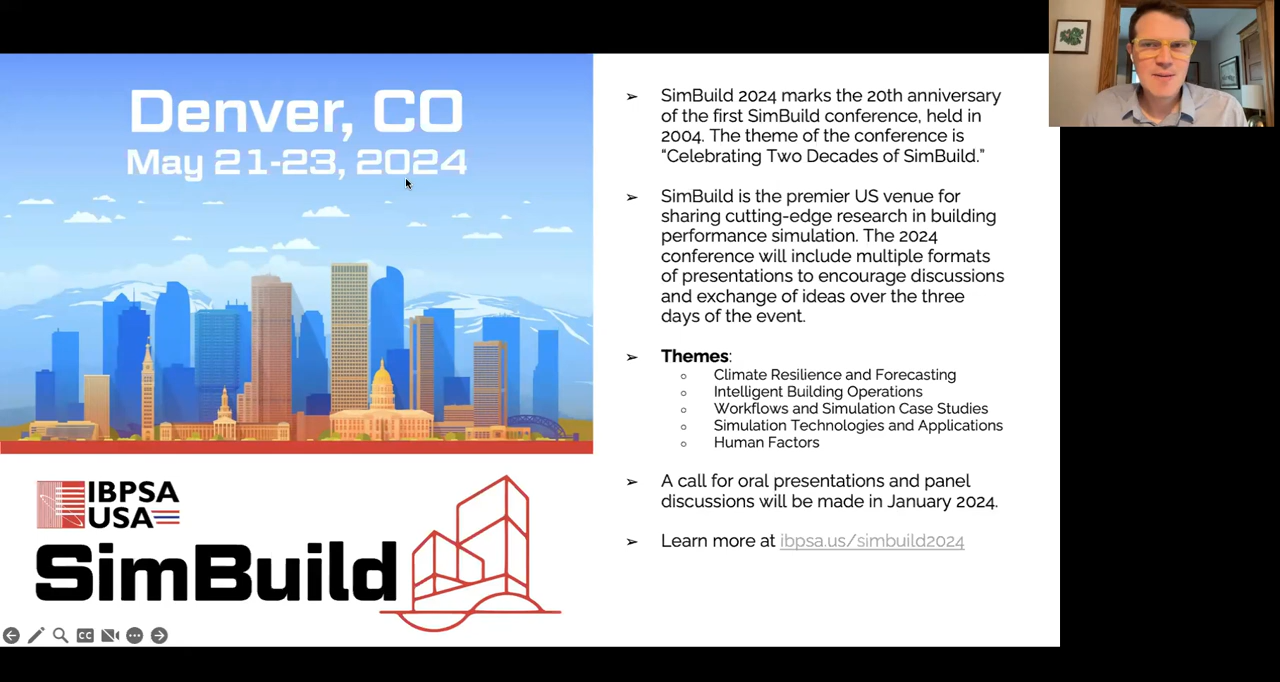 Denver, CO
May 21-23, 2024
➢ SimBuild 2024 marks the 20th anniversary
of the first SimBuild conference, held in
2004. The theme of the conference is
“Celebrating Two Decades of SimBuild.”
➢ SimBuild is the premier US venue for
sharing cutting-edge research in building
performance simulation. The 2024
conference will include multiple formats
of presentations to encourage discussions
and exchange of ideas over the three
days of the event.
➢ Themes:
○ Climate Resilience and Forecasting
○ Intelligent Building Operations
○ Workflows and Simulation Case Studies
○ Simulation Technologies and Applications
○ Human Factors
➢ A call for oral presentations and panel
discussions will be made in January 2024.
➢ Learn more at ibpsa.us/simbuild2024
IBPSA
USA
SimBuild
CC